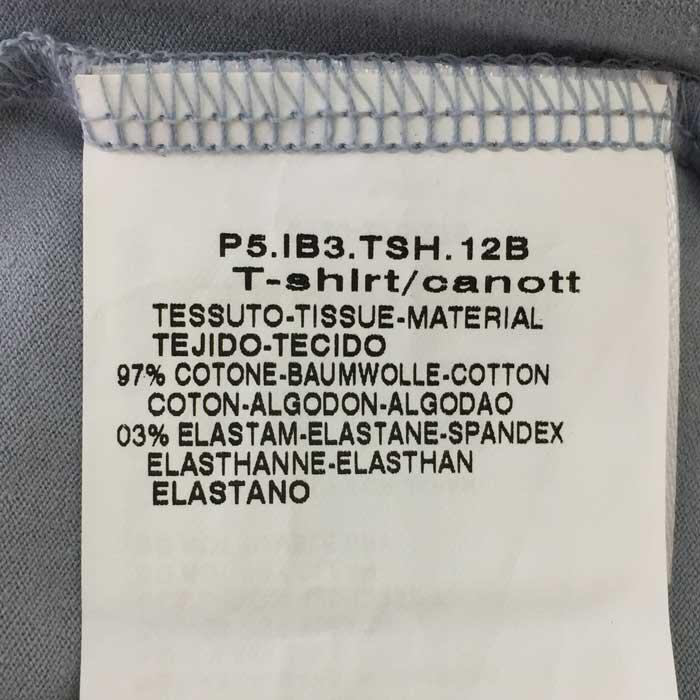 P5.IB3.TSH.12B
T-shirt/canott
TESSUTO-TISSUE-MATERIAL
TEJIDO-TECIDO
97% COTONE-BAUMWOLLE-COTTON
COTON-ALGODON-ALGODAO
03% ELASTAM-ELASTANE-SPANDEX
ELASTHANNE-ELASTHAN
ELASTANO